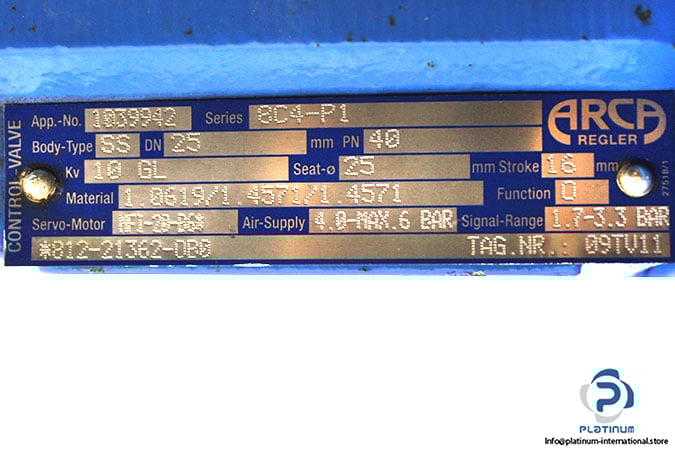 CONTROL-VALVE
App.-No. 1039942 Series 8C4-P1
ARCA
REGLER
Body-Type SS DN 25 mm PN 40
Kv 10 GL Seat-ø 25 mm Stroke 16 mm
Material 1.0619/1.4571/1.4571 Function O
Servo-Motor Air-Supply 4.0-MAX.6 BAR Signal-Range 1.7-3.3 BAR
*812-21362-0B0 TAG.NR.: 09TV11
27518/1
PLATINUM
Info@platinum-international.store